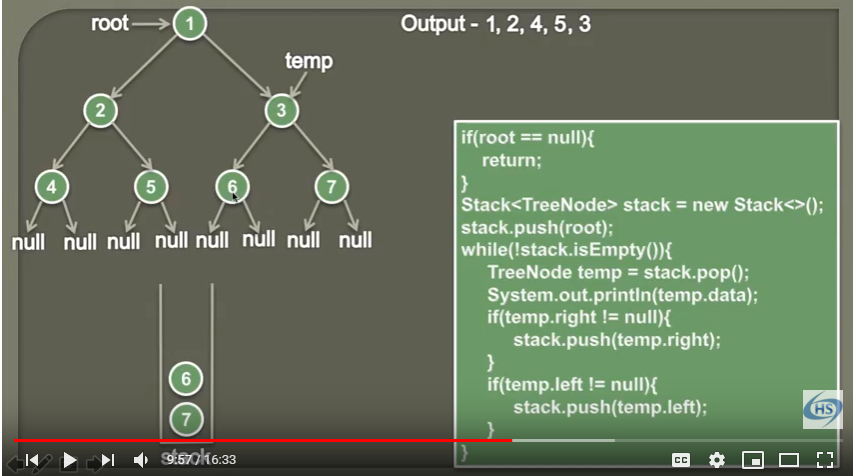 root
1
Output - 1, 2, 4, 5, 3
temp
2
3
4
5
6
7
null null null null null null null null
if(root == null){
return;
}
Stack<TreeNode> stack = new Stack<>();
stack.push(root);
while(!stack.isEmpty()){
TreeNode temp = stack.pop();
System.out.println(temp.data);
if(temp.right != null){
stack.push(temp.right);
}
if(temp.left != null){
stack.push(temp.left);
}
}
6
7
stack
HS
9:57 / 16:33
CC